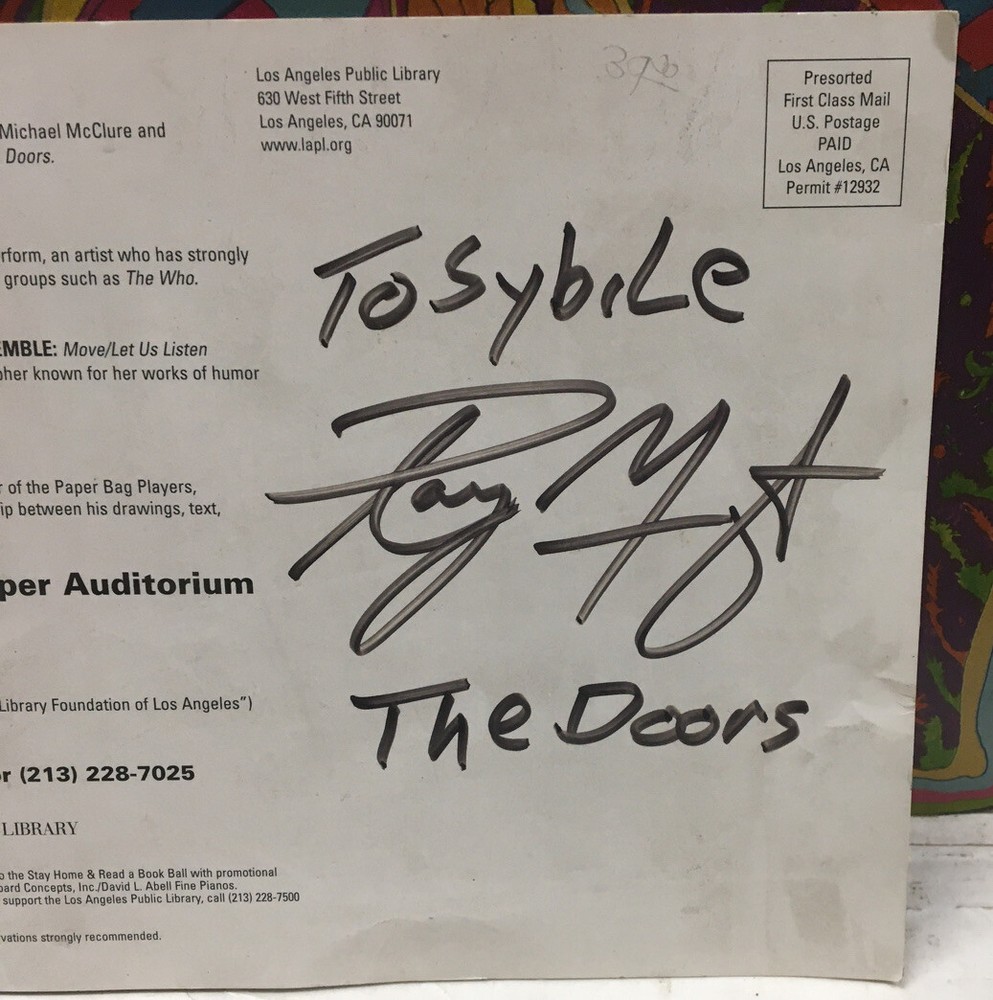 Los Angeles Public Library
630 West Fifth Street
Los Angeles, CA 90071
www.lapl.org
Presorted
First Class Mail
U.S. Postage
PAID
Los Angeles, CA
Permit #12932
Michael McClure and
Doors.
rform, an artist who has strongly
groups such as The Who.
EMBLE: Move/Let Us Listen
pher known for her works of humor
r of the Paper Bag Players,
ip between his drawings, text,
per Auditorium
Library Foundation of Los Angeles")
r (213) 228-7025
LIBRARY
o the Stay Home & Read a Book Ball with promotional
oard Concepts, Inc./David L. Abell Fine Pianos.
support the Los Angeles Public Library, call (213) 228-7500
vations strongly recommended.
To SybiLe
Ray
The Doors